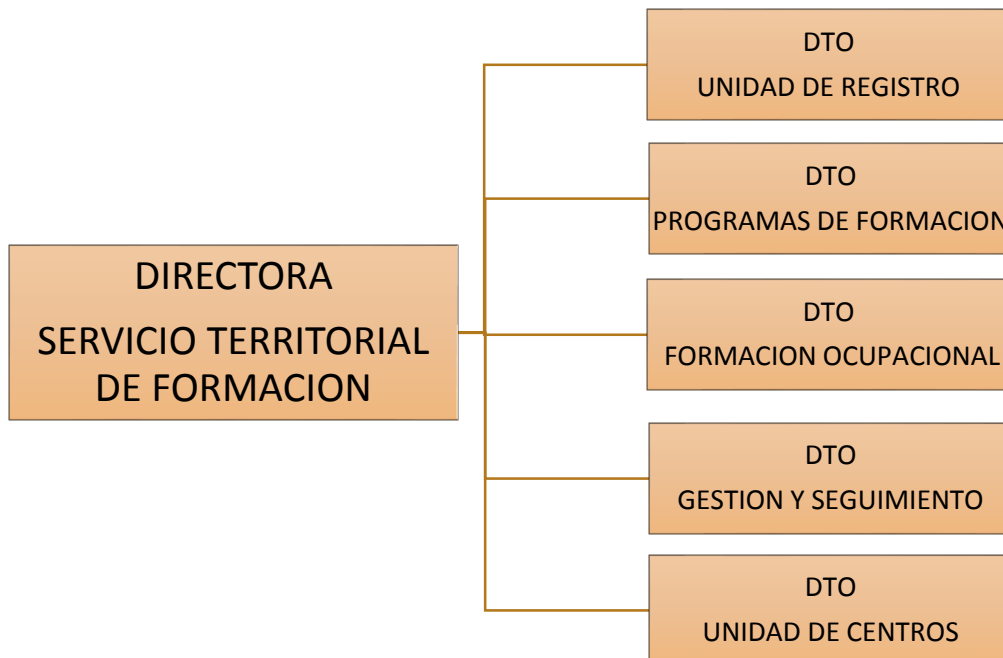 DTO
UNIDAD DE REGISTRO
DTO
PROGRAMAS DE FORMACION
DIRECTORA
SERVICIO TERRITORIAL
DE FORMACION
DTO
FORMACION OCUPACIONAL
DTO
GESTION Y SEGUIMIENTO
DTO
UNIDAD DE CENTROS